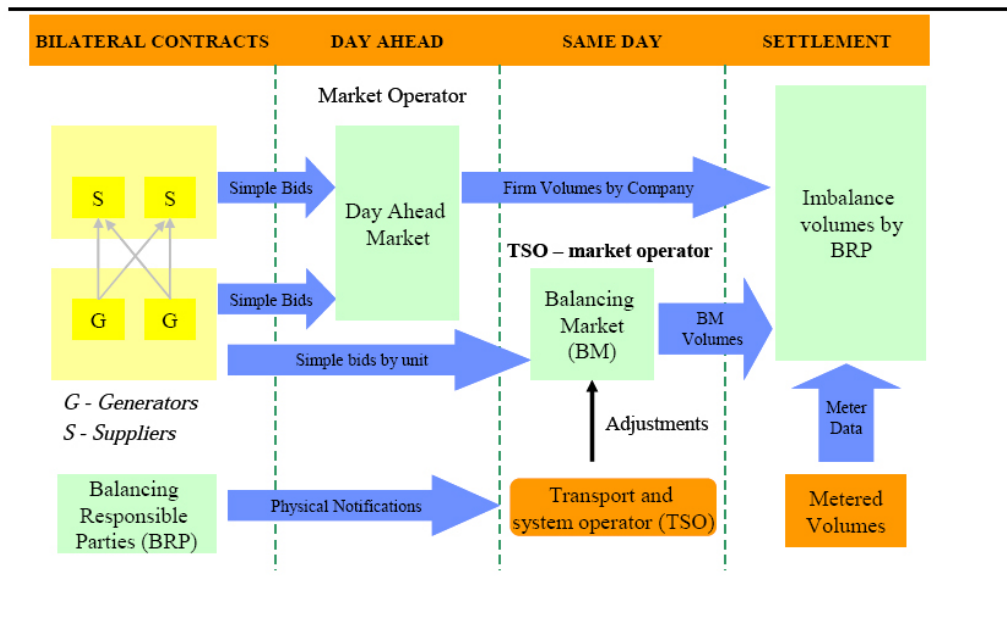 BILATERAL CONTRACTS
DAY AHEAD
SAME DAY
SETTLEMENT
Market Operator
S
S
Simple Bids
Day Ahead
Market
Firm Volumes by Company
Imbalance
volumes by
BRP
TSO – market operator
G
G
Simple Bids
Balancing
Market
(BM)
BM
Volumes
Simple bids by unit
G - Generators
S - Suppliers
Adjustments
Meter
Data
Balancing
Responsible
Parties (BRP)
Physical Notifications
Transport and
system operator (TSO)
Metered
Volumes